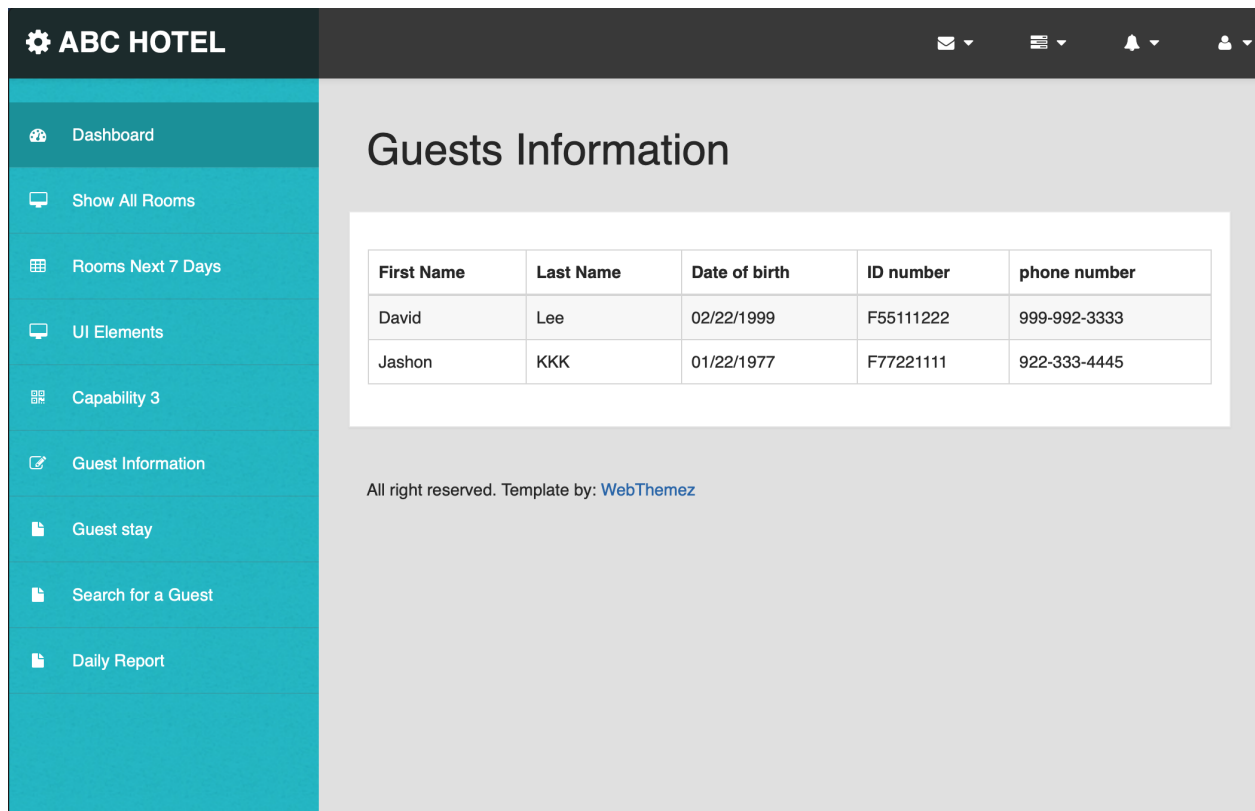 ABC HOTEL
Dashboard
Show All Rooms
Rooms Next 7 Days
UI Elements
Capability 3
Guest Information
Guest stay
Search for a Guest
Daily Report
Guests Information
First Name Last Name Date of birth ID number phone number
David Lee 02/22/1999 F55111222 999-992-3333
Jashon KKK 01/22/1977 F77221111 922-333-4445
All right reserved. Template by: WebThemez